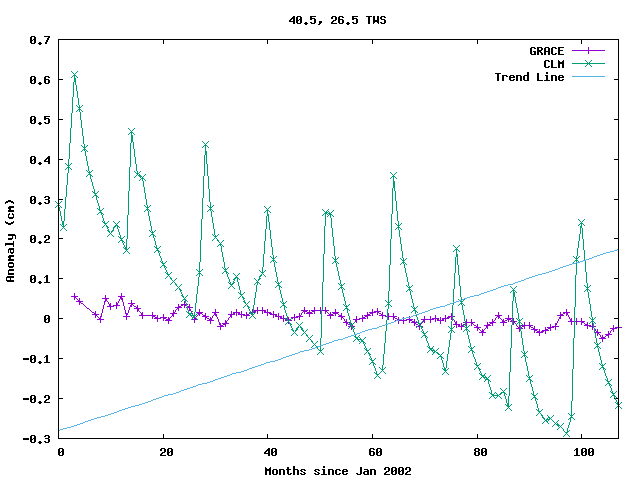 40.5, 26.5 TWS
GRACE
CLM
Trend Line
0.7
0.6
0.5
0.4
0.3
0.2
0.1
0
-0.1
-0.2
-0.3
Anomaly (cm)
0 20 40 60 80 100
Months since Jan 2002